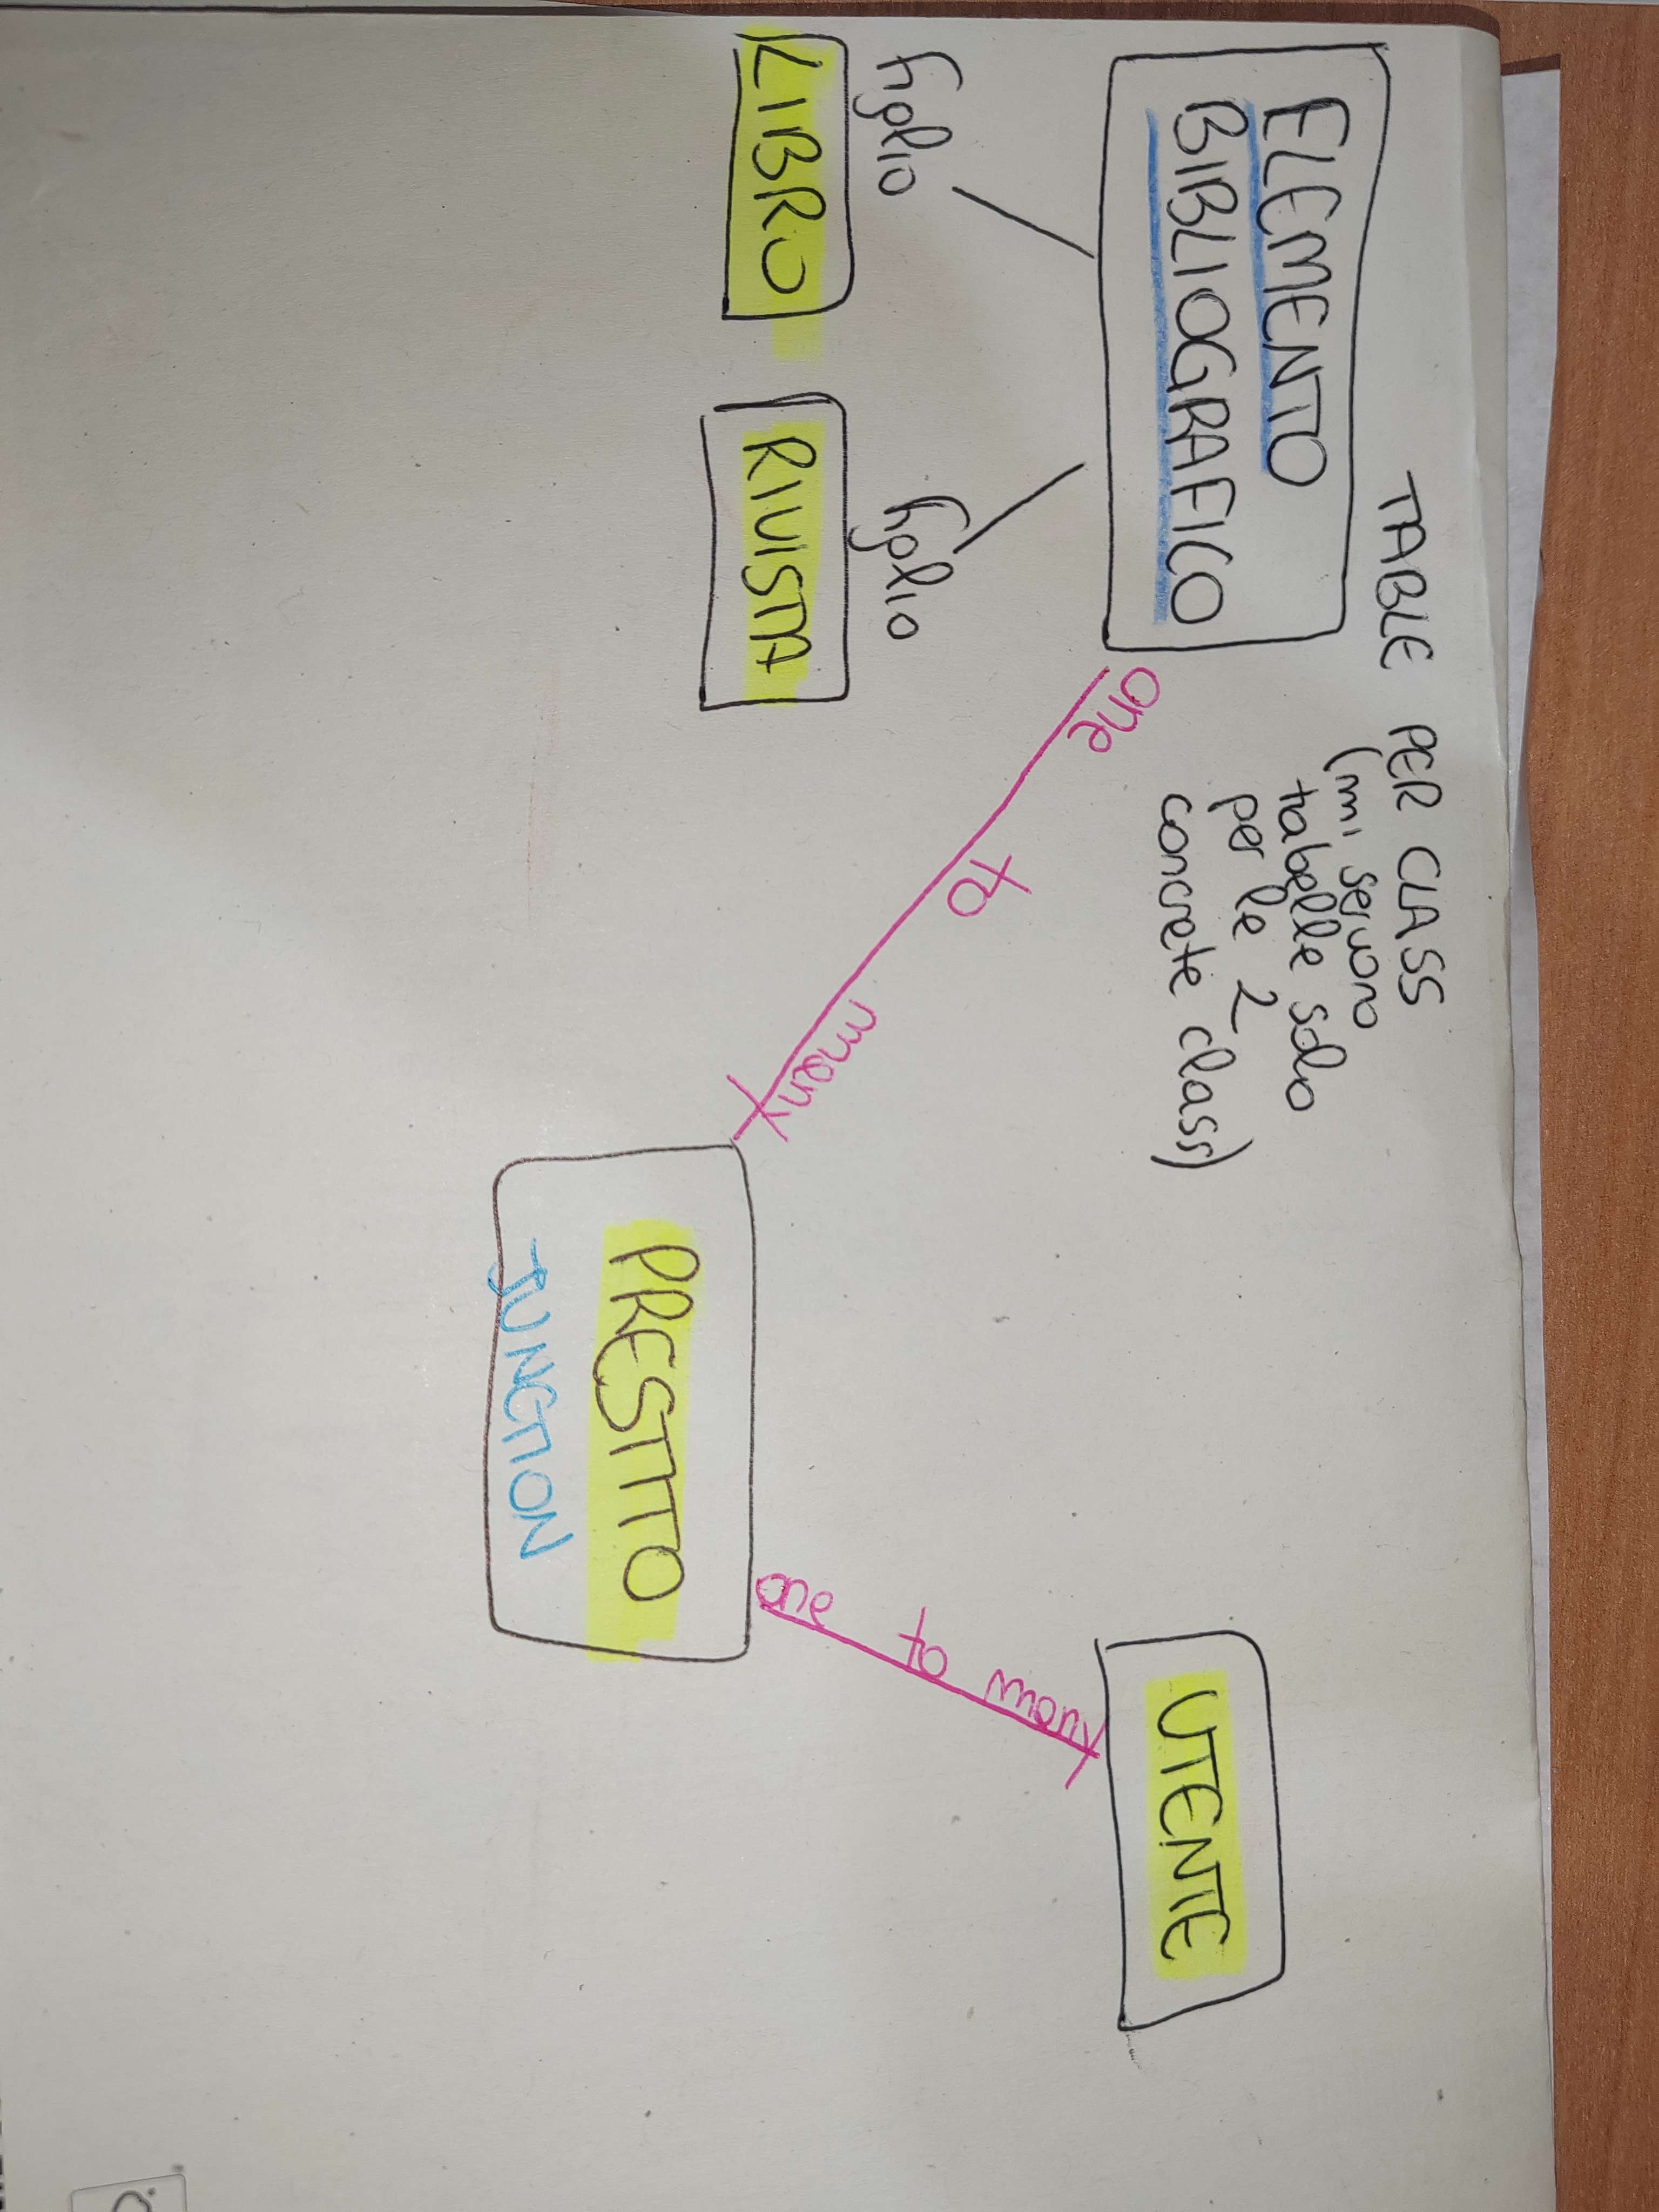 TABLE PER CLASS
(mi servono
tabelle solo
per le 2
concrete class)
ELEMENTO
BIBLIOGRAFICO
UTENTE
one to many
one to many
figlio
figlio
LIBRO
RIVISTA
PRESTITO
JUNCTION